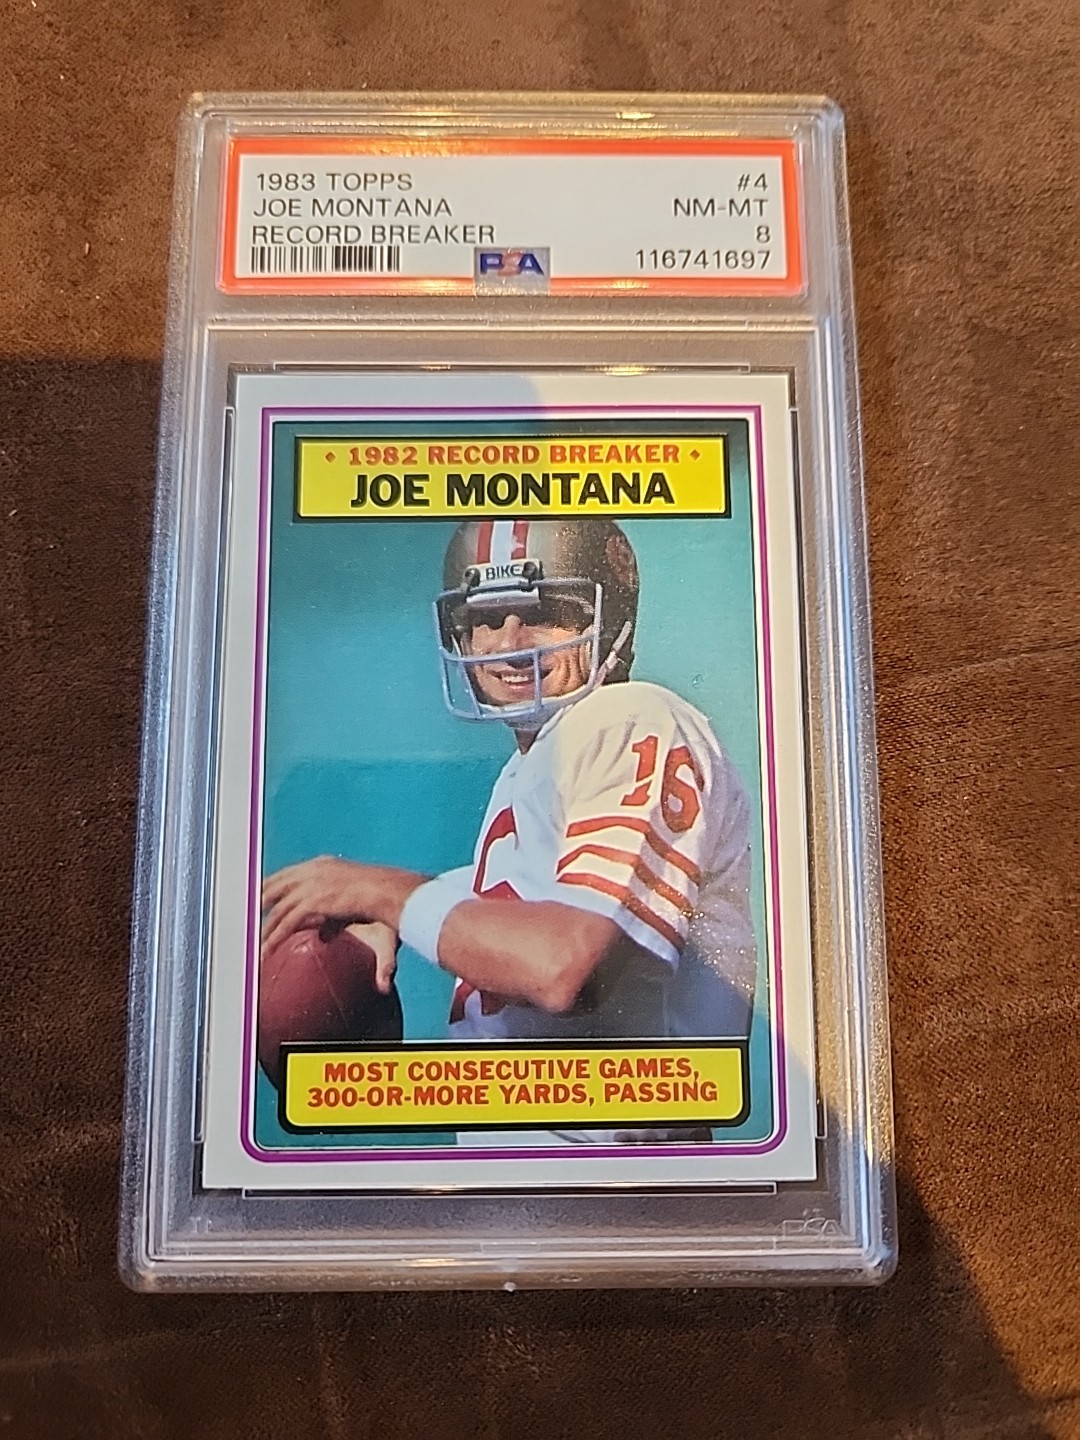 1983 TOPPS #4
JOE MONTANA NM-MT
RECORD BREAKER 8
PSA 116741697
1982 RECORD BREAKER
JOE MONTANA
BIKE
16
MOST CONSECUTIVE GAMES,
300-OR-MORE YARDS, PASSING
PSA